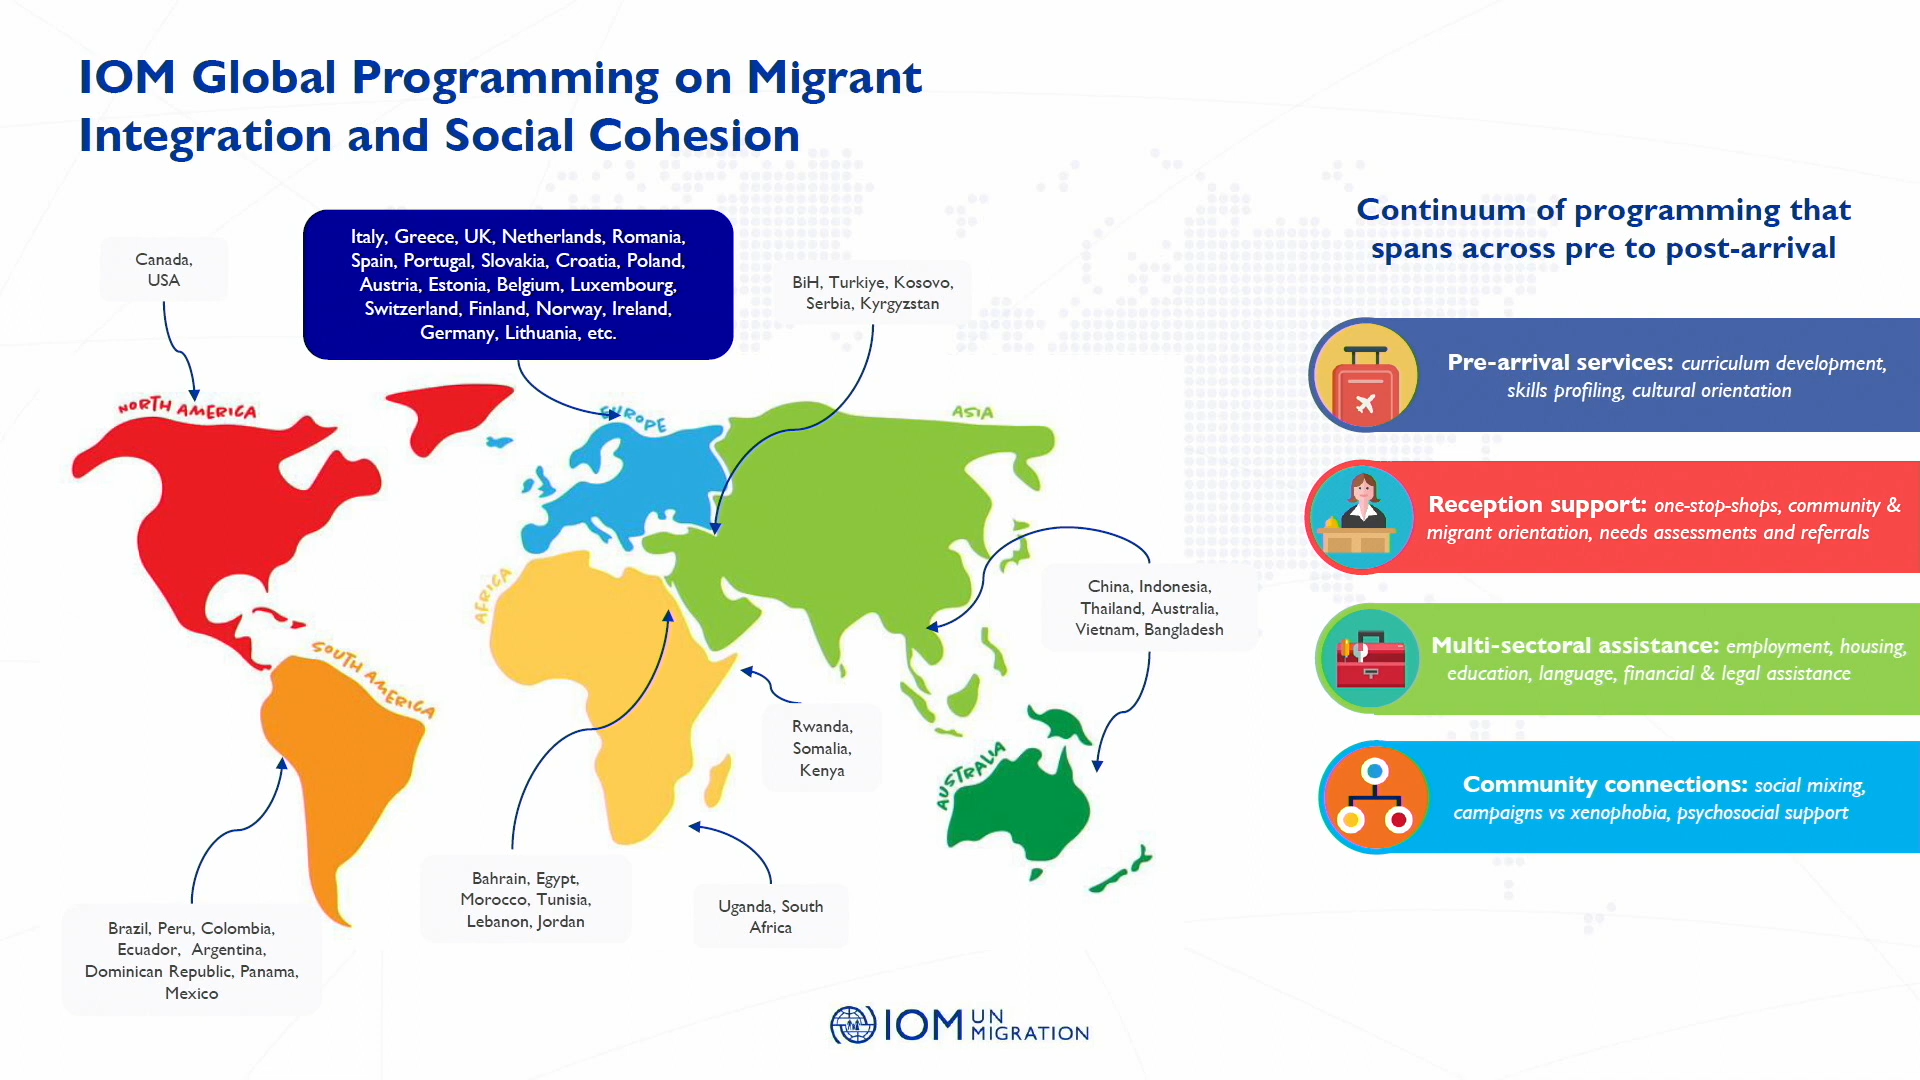 IOM Global Programming on Migrant
Integration and Social Cohesion
Canada,
USA
Italy, Greece, UK, Netherlands, Romania,
Spain, Portugal, Slovakia, Croatia, Poland,
Austria, Estonia, Belgium, Luxembourg,
Switzerland, Finland, Norway, Ireland,
Germany, Lithuania, etc.
BiH, Turkiye, Kosovo,
Serbia, Kyrgyzstan
NORTH AMERICA
EUROPE
ASIA
AFRICA
SOUTH AMERICA
AUSTRALIA
China, Indonesia,
Thailand, Australia,
Vietnam, Bangladesh
Rwanda,
Somalia,
Kenya
Bahrain, Egypt,
Morocco, Tunisia,
Lebanon, Jordan
Uganda, South
Africa
Brazil, Peru, Colombia,
Ecuador, Argentina,
Dominican Republic, Panama,
Mexico
Continuum of programming that
spans across pre to post-arrival
Pre-arrival services: curriculum development,
skills profiling, cultural orientation
Reception support: one-stop-shops, community &
migrant orientation, needs assessments and referrals
Multi-sectoral assistance: employment, housing,
education, language, financial & legal assistance
Community connections: social mixing,
campaigns vs xenophobia, psychosocial support
IOM UN
MIGRATION